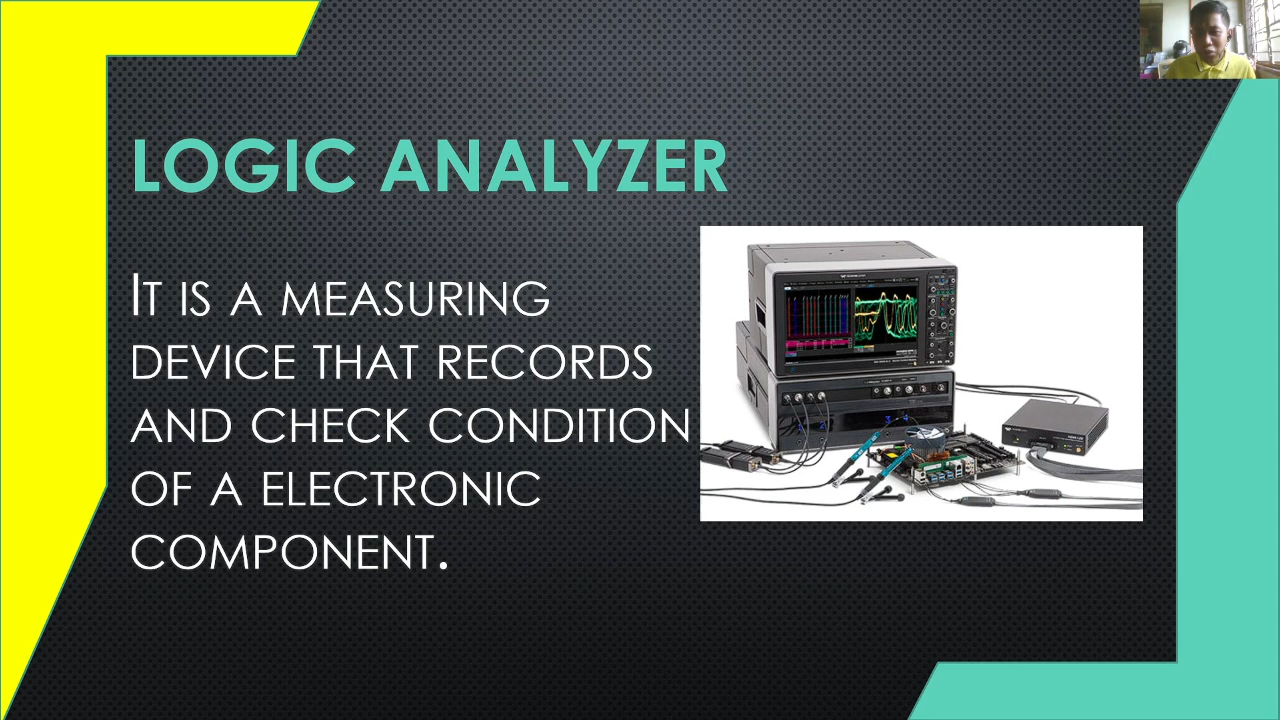 LOGIC ANALYZER
IT IS A MEASURING
DEVICE THAT RECORDS
AND CHECK CONDITION
OF A ELECTRONIC
COMPONENT.